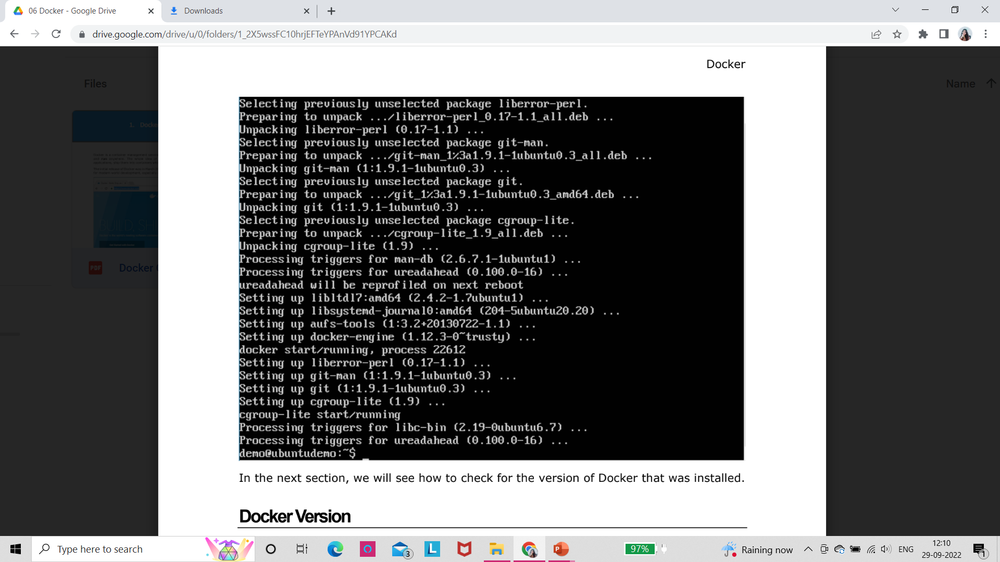 06 Docker - Google Drive
Downloads
drive.google.com/drive/u/0/folders/1_2X5wssFC10hrjEFTeYPAnVd91YPCAKd
Docker
Files
Name
1. Docke
BUILD, SH
PDF
Docker
Selecting previously unselected package liberror-perl.
Preparing to unpack .../liberror-perl_0.17-1.1_all.deb ...
Unpacking liberror-perl (0.17-1.1) ...
Selecting previously unselected package git-man.
Preparing to unpack .../git-man_1%3a1.9.1-1ubuntu0.3_all.deb ...
Unpacking git-man (1:1.9.1-1ubuntu0.3) ...
Selecting previously unselected package git.
Preparing to unpack .../git_1%3a1.9.1-1ubuntu0.3_amd64.deb ...
Unpacking git (1:1.9.1-1ubuntu0.3) ...
Selecting previously unselected package cgroup-lite.
Preparing to unpack .../cgroup-lite_1.9_all.deb ...
Unpacking cgroup-lite (1.9) ...
Processing triggers for man-db (2.6.7.1-1ubuntu1) ...
Processing triggers for ureadahead (0.100.0-16) ...
ureadahead will be reprofiled on next reboot
Setting up libltdl7:amd64 (2.4.2-1.7ubuntu1) ...
Setting up libsystemd-journal0:amd64 (204-5ubuntu20.20) ...
Setting up aufs-tools (1:3.2+20130722-1.1) ...
Setting up docker-engine (1.12.3-0~trusty) ...
docker start/running, process 22612
Setting up liberror-perl (0.17-1.1) ...
Setting up git-man (1:1.9.1-1ubuntu0.3) ...
Setting up git (1:1.9.1-1ubuntu0.3) ...
Setting up cgroup-lite (1.9) ...
cgroup-lite start/running
Processing triggers for libc-bin (2.19-0ubuntu6.7) ...
Processing triggers for ureadahead (0.100.0-16) ...
demo@ubuntudemo:~$ _
In the next section, we will see how to check for the version of Docker that was installed.
Docker Version
Type here to search
3
L
P
97%
Raining now
ENG
12:10
29-09-2022
1